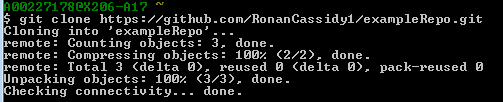 A00227178@X206-A17 ~
$ git clone https://github.com/RonanCassidy1/exampleRepo.git
Cloning into 'exampleRepo'...
remote: Counting objects: 3, done.
remote: Compressing objects: 100% (2/2), done.
remote: Total 3 (delta 0), reused 0 (delta 0), pack-reused 0
Unpacking objects: 100% (3/3), done.
Checking connectivity... done.